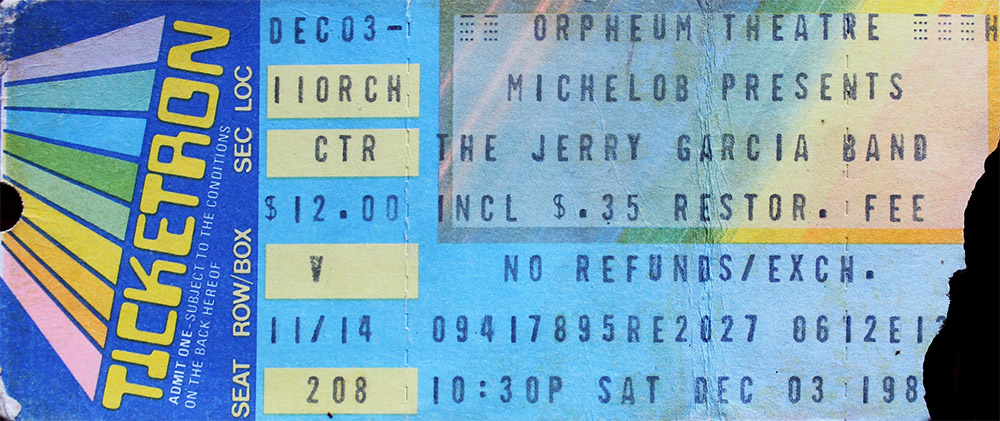 TICKETRON
ADMIT ONE-SUBJECT TO THE CONDITIONS
ON THE BACK HEREOF
LOC
SEC
ROW/BOX
SEAT
DEC03-
110RCH
CTR
$12.00
V
11/14
208
ORPHEUM THEATRE H
MICHELOB PRESENTS
THE JERRY GARCIA BAND
INCL $.35 RESTOR. FEE
NO REFUNDS/EXCH.
09417895RE2027 0612E1
10:30P SAT DEC 03 198